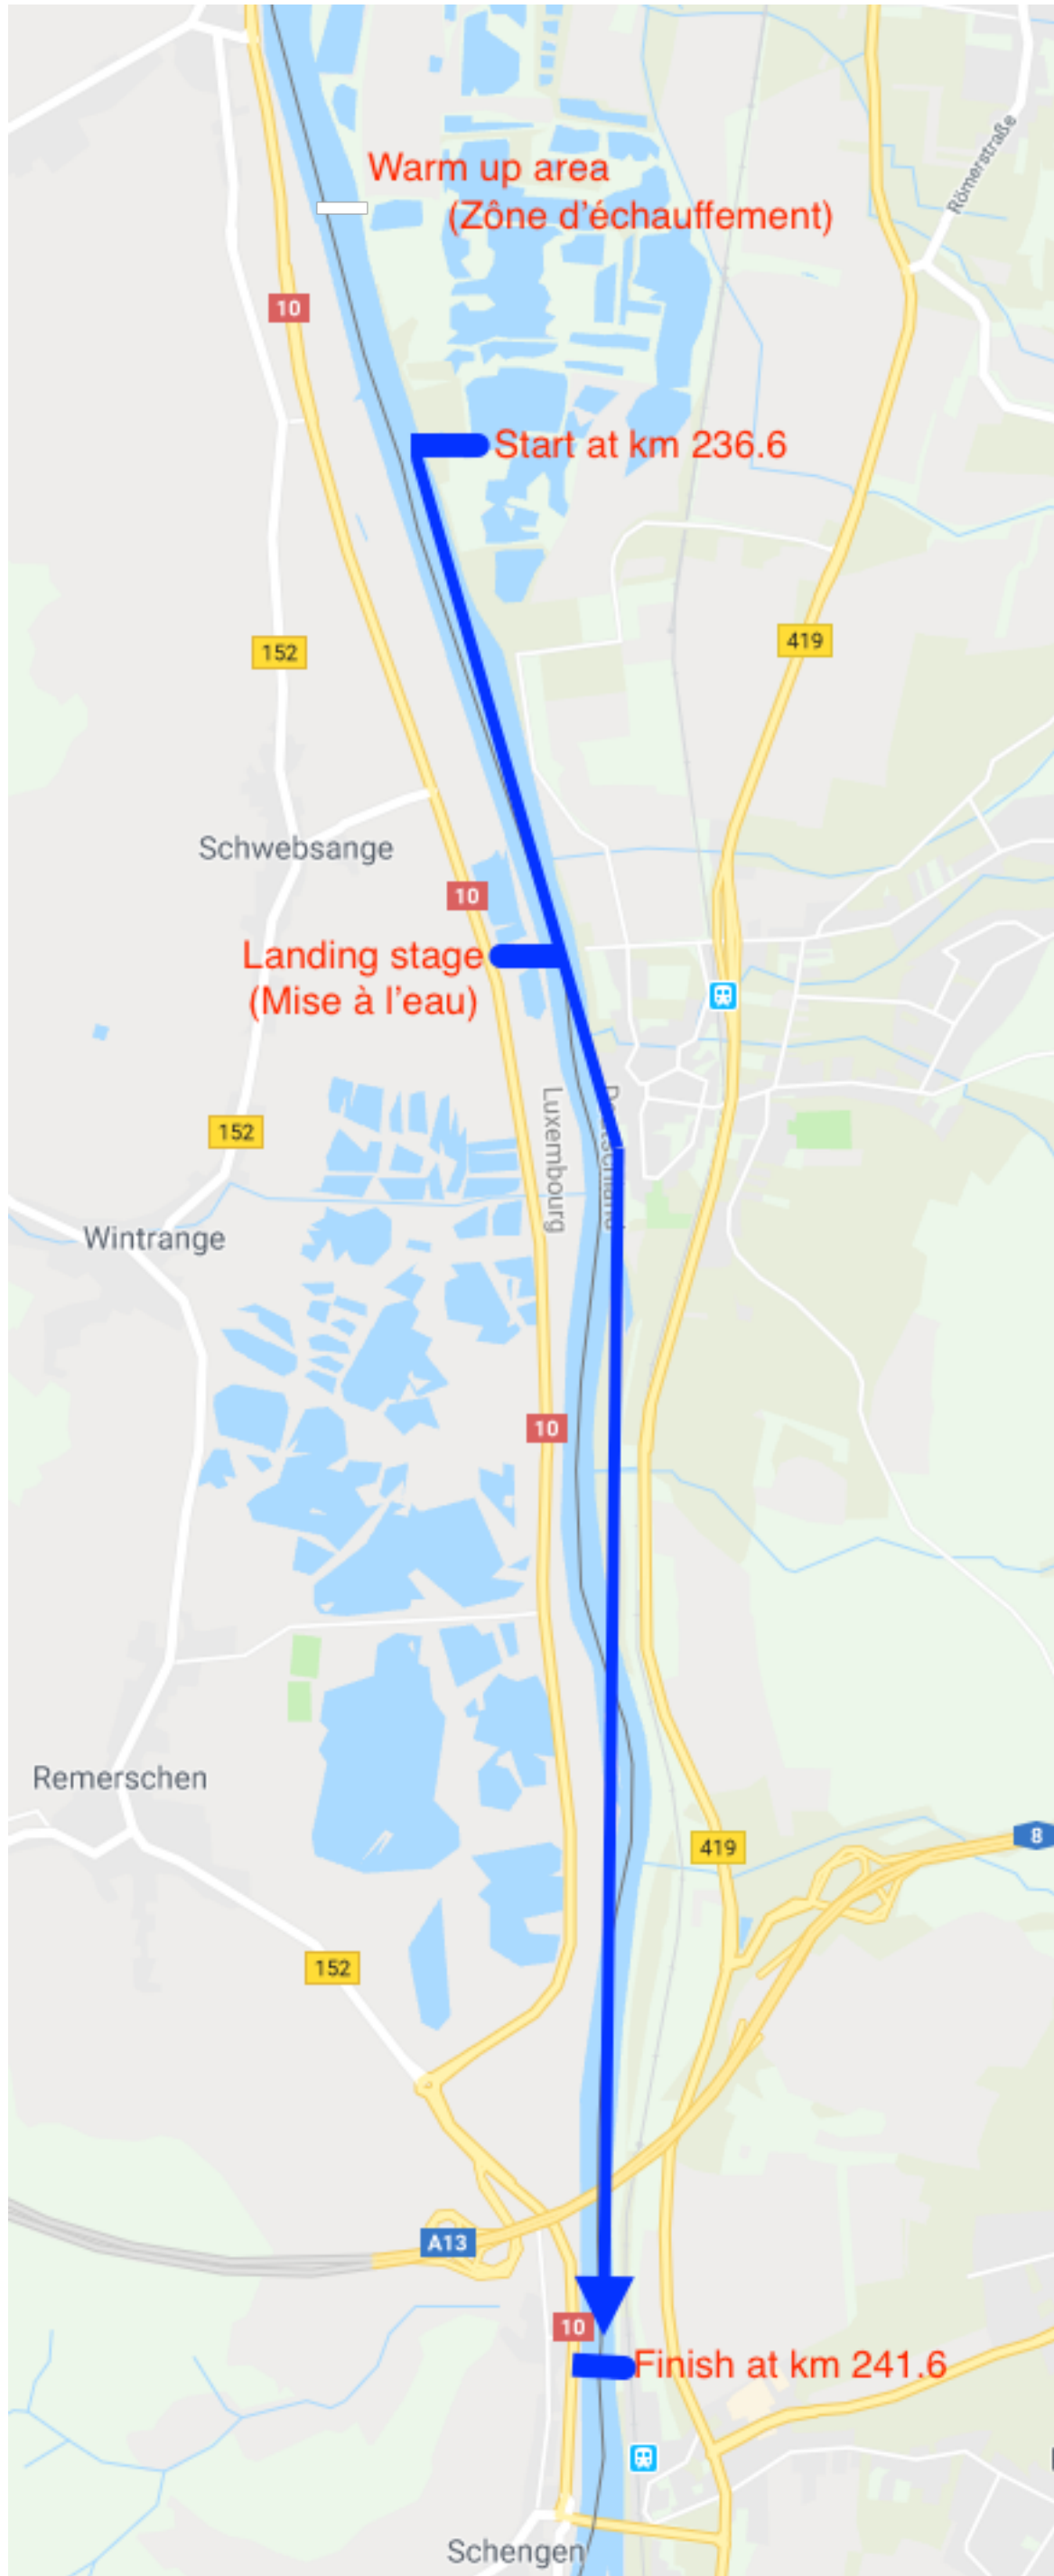 Römerstraße
Warm up area
(Zône d'échauffement)
10
Start at km 236.6
152
419
Schwebsange
10
Landing stage
(Mise à l'eau)
Luxembourg
152
Wintrange
10
Remerschen
8
419
152
A13
10
Finish at km 241.6
Schengen